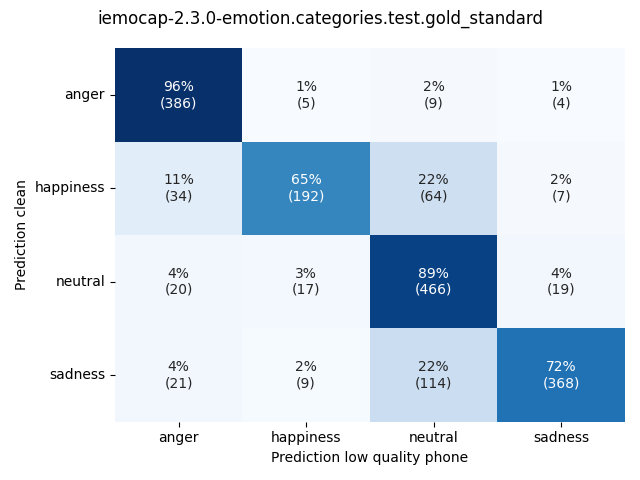 iemocap-2.3.0-emotion.categories.test.gold_standard
Prediction clean
anger
96% 1% 2% 1%
(386) (5) (9) (4)
happiness
11% 65% 22% 2%
(34) (192) (64) (7)
neutral
4% 3% 89% 4%
(20) (17) (466) (19)
sadness
4% 2% 22% 72%
(21) (9) (114) (368)
anger happiness neutral sadness
Prediction low quality phone